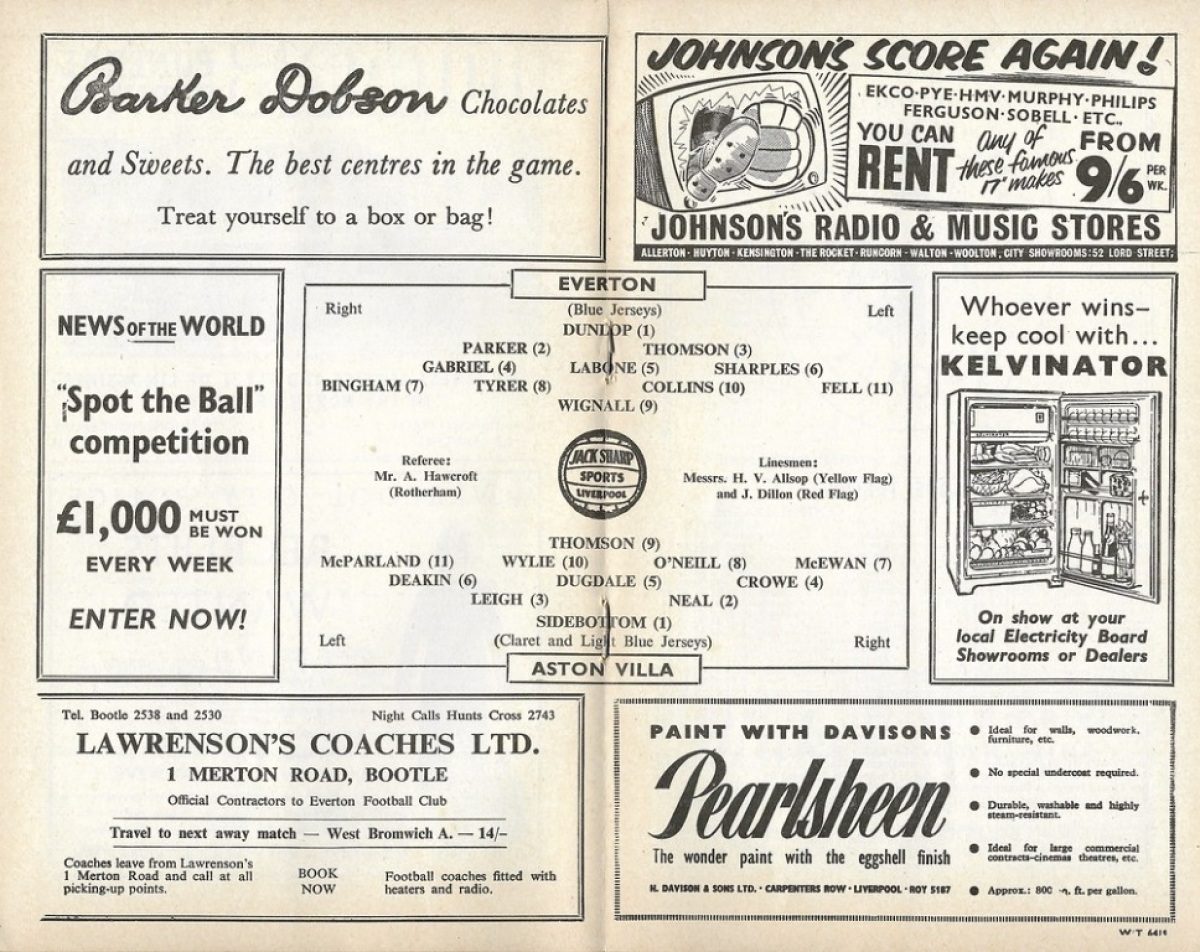 Barker Dobson Chocolates
and Sweets. The best centres in the game.
Treat yourself to a box or bag!
JOHNSON'S SCORE AGAIN!
EKCO·PYE·HMV·MURPHY·PHILIPS
FERGUSON·SOBELL·ETC.
YOU CAN
RENT
any of
these famous
17" makes
FROM
9/6 PER WK.
JOHNSON'S RADIO & MUSIC STORES
ALLERTON · HUYTON · KENSINGTON · THE ROCKET · RUNCORN · WALTON · WOOLTON, CITY SHOWROOMS: 52 LORD STREET;
NEWS OF THE WORLD
"Spot the Ball"
competition
£1,000 MUST BE WON
EVERY WEEK
ENTER NOW!
EVERTON
Right (Blue Jerseys) Left
DUNLOP (1)
PARKER (2) THOMSON (3)
GABRIEL (4) LABONE (5) SHARPLES (6)
BINGHAM (7) TYRER (8) COLLINS (10) FELL (11)
WIGNALL (9)
Referee:
Mr. A. Hawcroft
(Rotherham)
JACK SHARP
SPORTS
LIVERPOOL
Linesmen:
Messrs. H. V. Allsop (Yellow Flag)
and J. Dillon (Red Flag)
THOMSON (9)
McPARLAND (11) WYLIE (10) O'NEILL (8) McEWAN (7)
DEAKIN (6) DUGDALE (5) CROWE (4)
LEIGH (3) NEAL (2)
SIDEBOTTOM (1)
Left (Claret and Light Blue Jerseys) Right
ASTON VILLA
Whoever wins–
keep cool with...
KELVINATOR
On show at your
local Electricity Board
Showrooms or Dealers
Tel. Bootle 2538 and 2530 Night Calls Hunts Cross 2743
LAWRENSON'S COACHES LTD.
1 MERTON ROAD, BOOTLE
Official Contractors to Everton Football Club
Travel to next away match — West Bromwich A. — 14/-
Coaches leave from Lawrenson's
1 Merton Road and call at all
picking-up points.
BOOK
NOW
Football coaches fitted with
heaters and radio.
PAINT WITH DAVISONS
Pearlsheen
The wonder paint with the eggshell finish
H. DAVISON & SONS LTD. · CARPENTERS ROW · LIVERPOOL · ROY 5187
● Ideal for walls, woodwork,
furniture, etc.
● No special undercoat required.
● Durable, washable and highly
steam-resistant.
● Ideal for large commercial
contracts-cinemas theatres, etc.
● Approx.: 800 ft. per gallon.